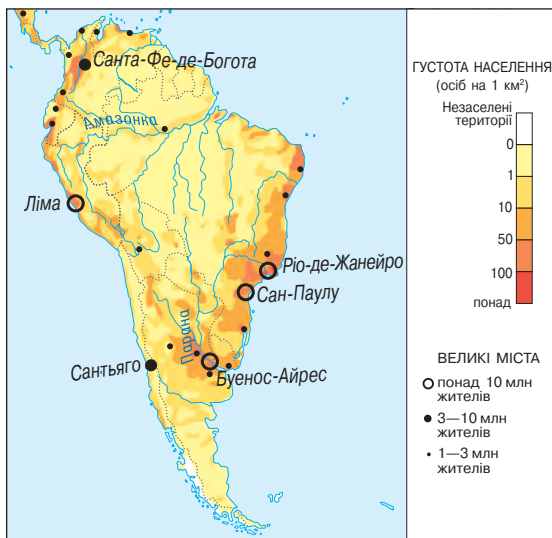 Санта-Фе-де-Богота
Амазонка
Ліма
Ріо-де-Жанейро
Сан-Паулу
Парана
Сантьяго
Буенос-Айрес
ГУСТОТА НАСЕЛЕННЯ
(осіб на 1 км²)
Незаселені
території
0
1
10
50
100
понад
ВЕЛИКІ МІСТА
понад 10 млн
жителів
3—10 млн
жителів
1—3 млн
жителів